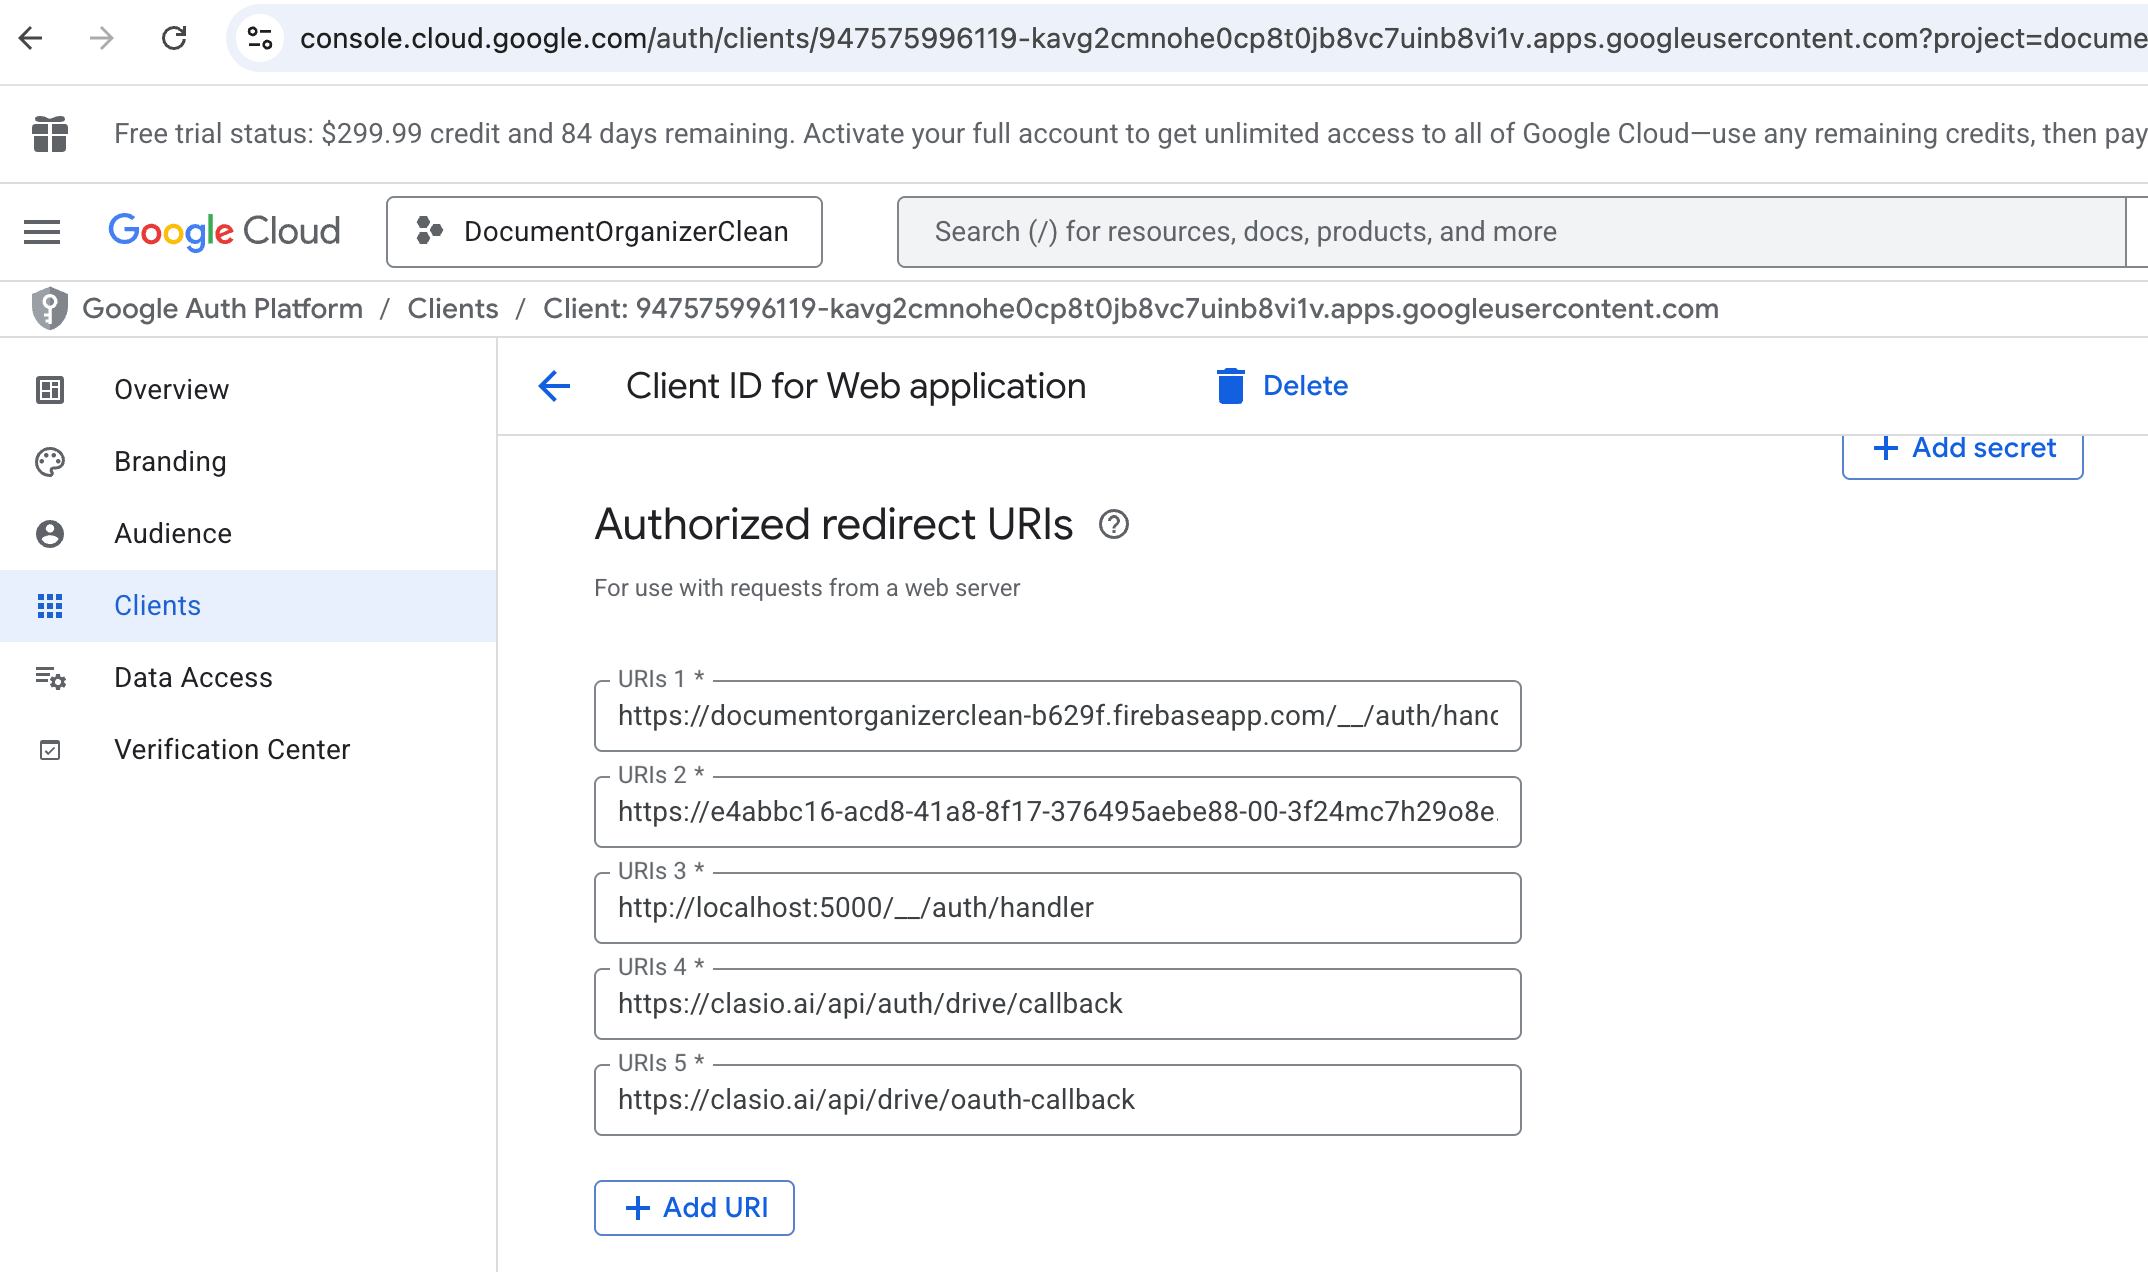 console.cloud.google.com/auth/clients/947575996119-kavg2cmnohe0cp8t0jb8vc7uinb8vi1v.apps.googleusercontent.com?project=docume
Free trial status: $299.99 credit and 84 days remaining. Activate your full account to get unlimited access to all of Google Cloud—use any remaining credits, then pay
Google Cloud
DocumentOrganizerClean
Search (/) for resources, docs, products, and more
Google Auth Platform / Clients / Client: 947575996119-kavg2cmnohe0cp8t0jb8vc7uinb8vi1v.apps.googleusercontent.com
Overview
Branding
Audience
Clients
Data Access
Verification Center
Client ID for Web application
Delete
+ Add secret
Authorized redirect URIs
For use with requests from a web server
URIs 1 *
https://documentorganizerclean-b629f.firebaseapp.com/__/auth/hand
URIs 2 *
https://e4abbc16-acd8-41a8-8f17-376495aebe88-00-3f24mc7h29o8e.
URIs 3 *
http://localhost:5000/__/auth/handler
URIs 4 *
https://clasio.ai/api/auth/drive/callback
URIs 5 *
https://clasio.ai/api/drive/oauth-callback
+ Add URI